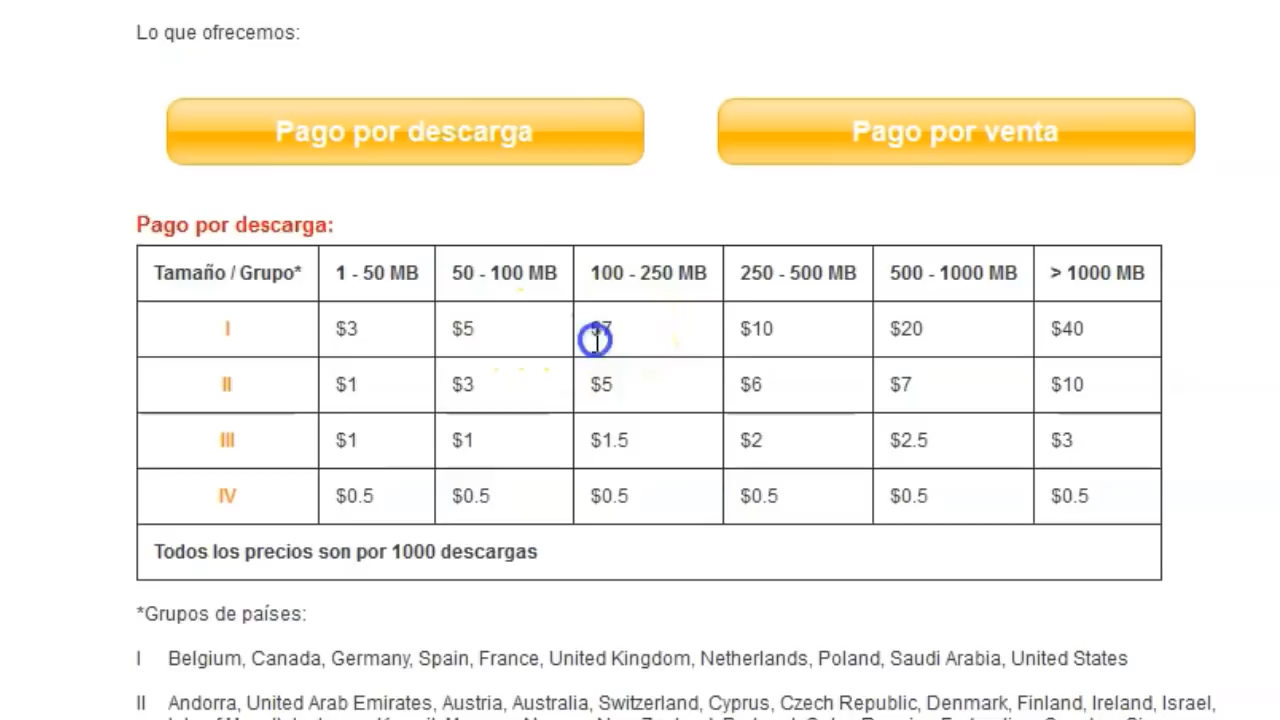 Lo que ofrecemos:
Pago por descarga
Pago por venta
Pago por descarga:
Tamaño / Grupo* 1 - 50 MB 50 - 100 MB 100 - 250 MB 250 - 500 MB 500 - 1000 MB > 1000 MB
I $3 $5 $7 $10 $20 $40
II $1 $3 $5 $6 $7 $10
III $1 $1 $1.5 $2 $2.5 $3
IV $0.5 $0.5 $0.5 $0.5 $0.5 $0.5
Todos los precios son por 1000 descargas
*Grupos de países:
I Belgium, Canada, Germany, Spain, France, United Kingdom, Netherlands, Poland, Saudi Arabia, United States
II Andorra, United Arab Emirates, Austria, Australia, Switzerland, Cyprus, Czech Republic, Denmark, Finland, Ireland, Israel,